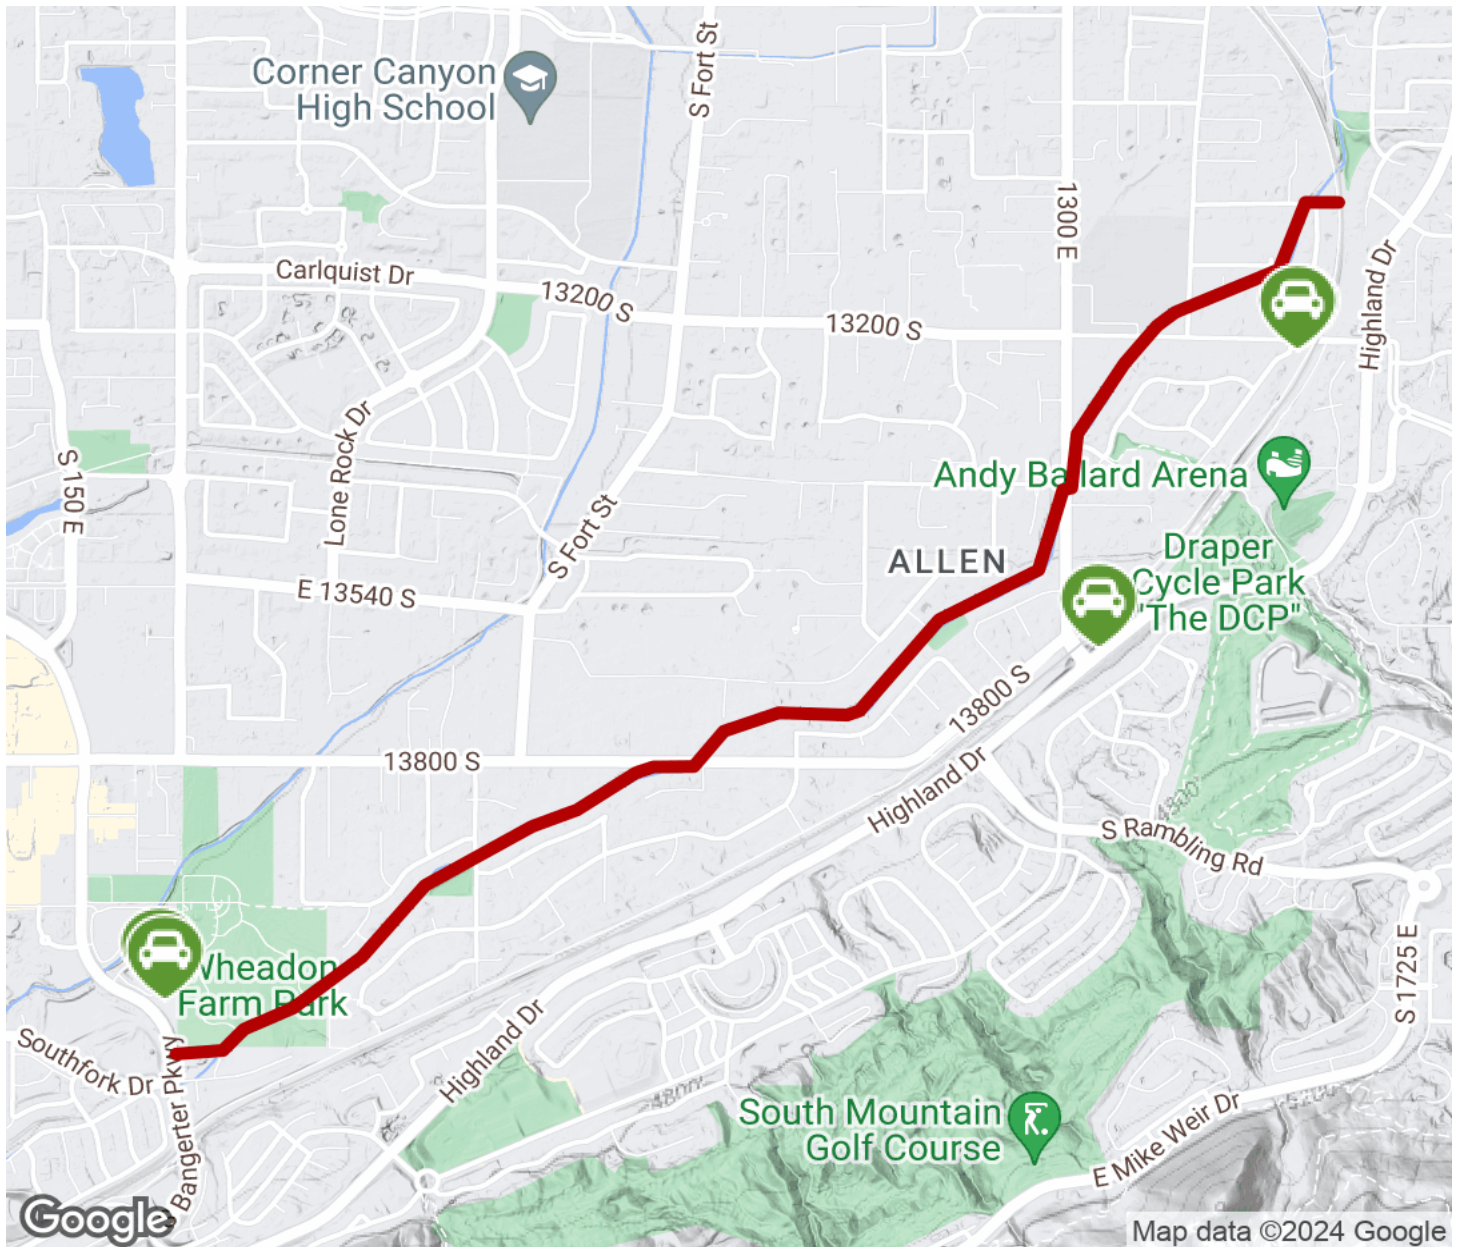 Corner Canyon
High School
S Fort St
1300 E
Carlquist Dr
13200 S
13200 S
Highland Dr
Lone Rock Dr
S 150 E
S Fort St
Andy Ballard Arena
ALLEN
Draper
Cycle Park
"The DCP"
E 13540 S
13800 S
13800 S
Highland Dr
4800
S Rambling Rd
Wheadon
Farm Park
S 1725 E
Southfork Dr
Bangerter Pkwy
Highland Dr
4800
South Mountain
Golf Course
E Mike Weir Dr
Google
Map data ©2024 Google